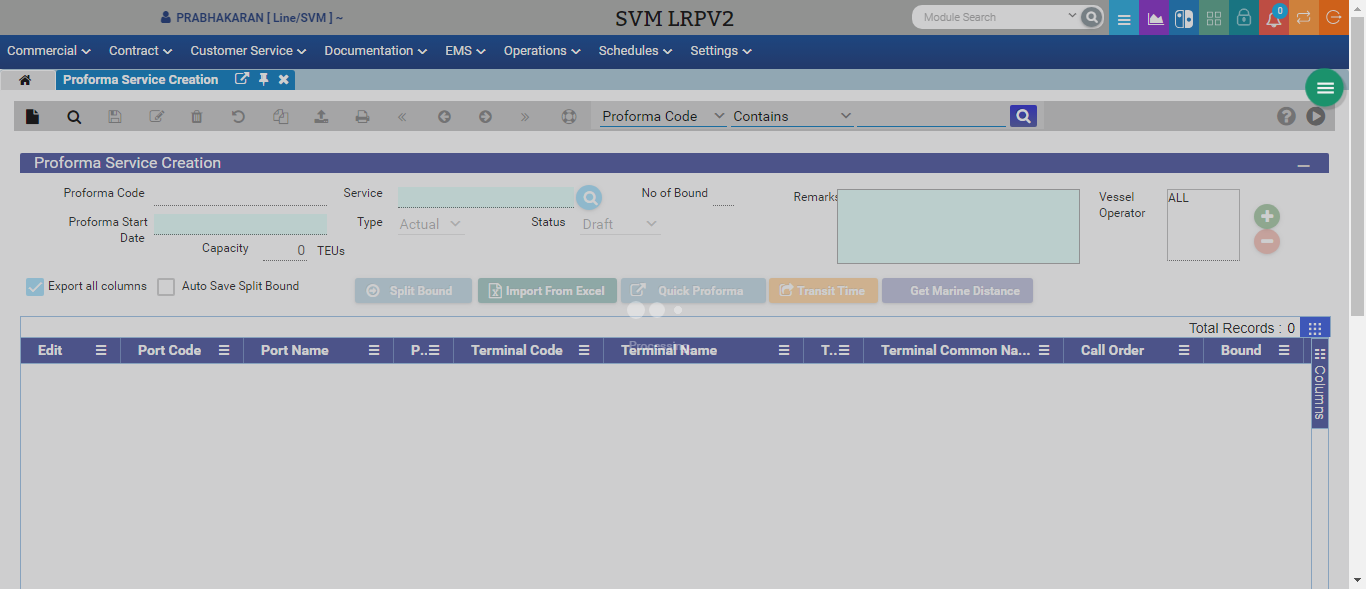 PRABHAKARAN [ Line/SVM ] ~
SVM LRPV2
Module Search
0
Commercial Contract Customer Service Documentation EMS Operations Schedules Settings
Proforma Service Creation
Proforma Code Contains
Proforma Service Creation
Proforma Code Service No of Bound Remarks Vessel Operator ALL
Proforma Start Date Type Actual Status Draft
Capacity 0 TEUs
Export all columns Auto Save Split Bound Split Bound Import From Excel Quick Proforma Transit Time Get Marine Distance
Total Records : 0
Processing
Edit Port Code Port Name P.. Terminal Code Terminal Name T.. Terminal Common Na... Call Order Bound
Columns